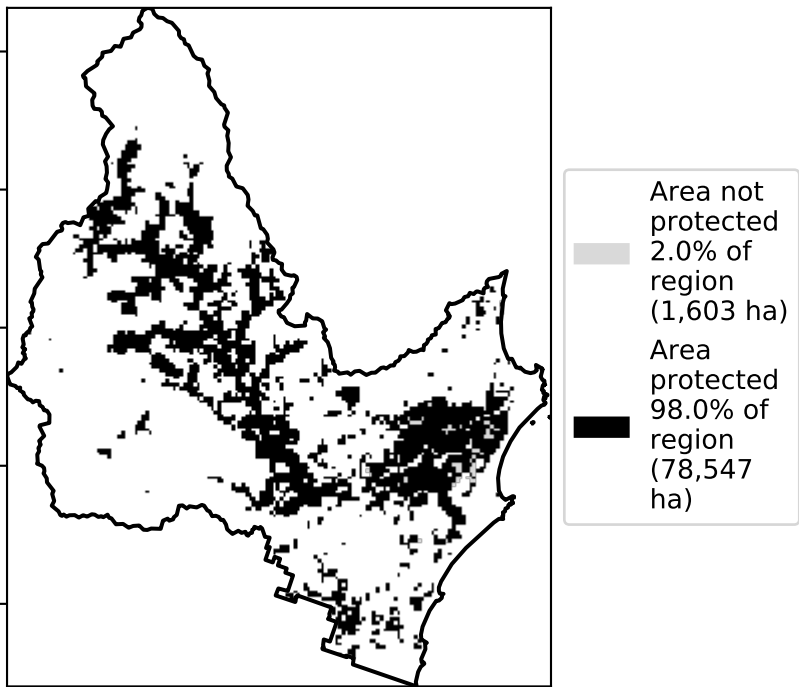 Area not
protected
2.0% of
region
(1,603 ha)
Area
protected
98.0% of
region
(78,547
ha)